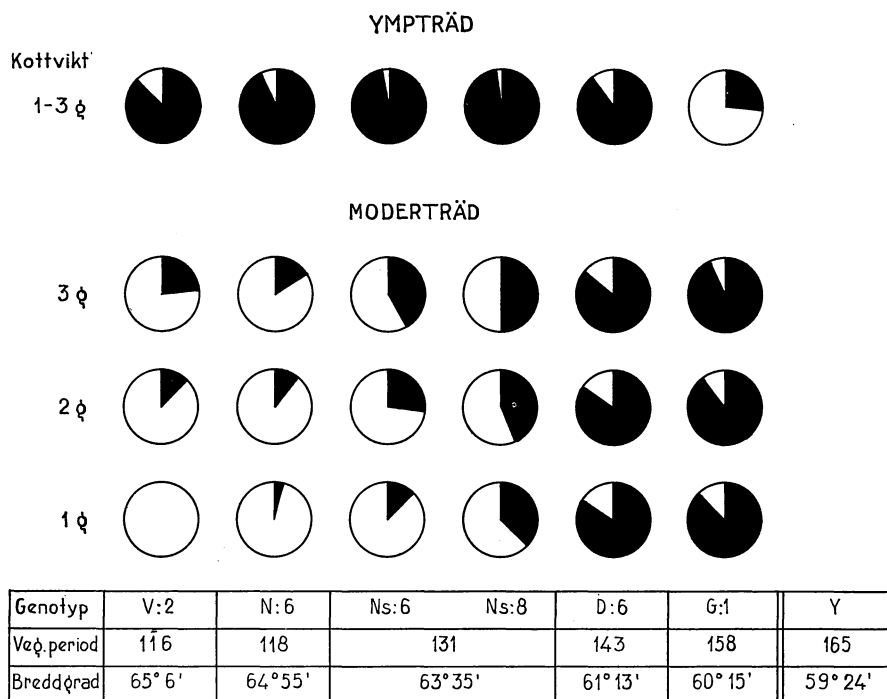 YMPTRÄD
Kottvikt
1-3 g
MODERTRÄD
3 g
2 g
1 g
Genotyp V:2 N:6 Ns:6 Ns:8 D:6 G:1 Y
Veg.period 116 118 131 143 158 165
Breddgrad 65°6' 64°55' 63°35' 61°13' 60°15' 59°24'